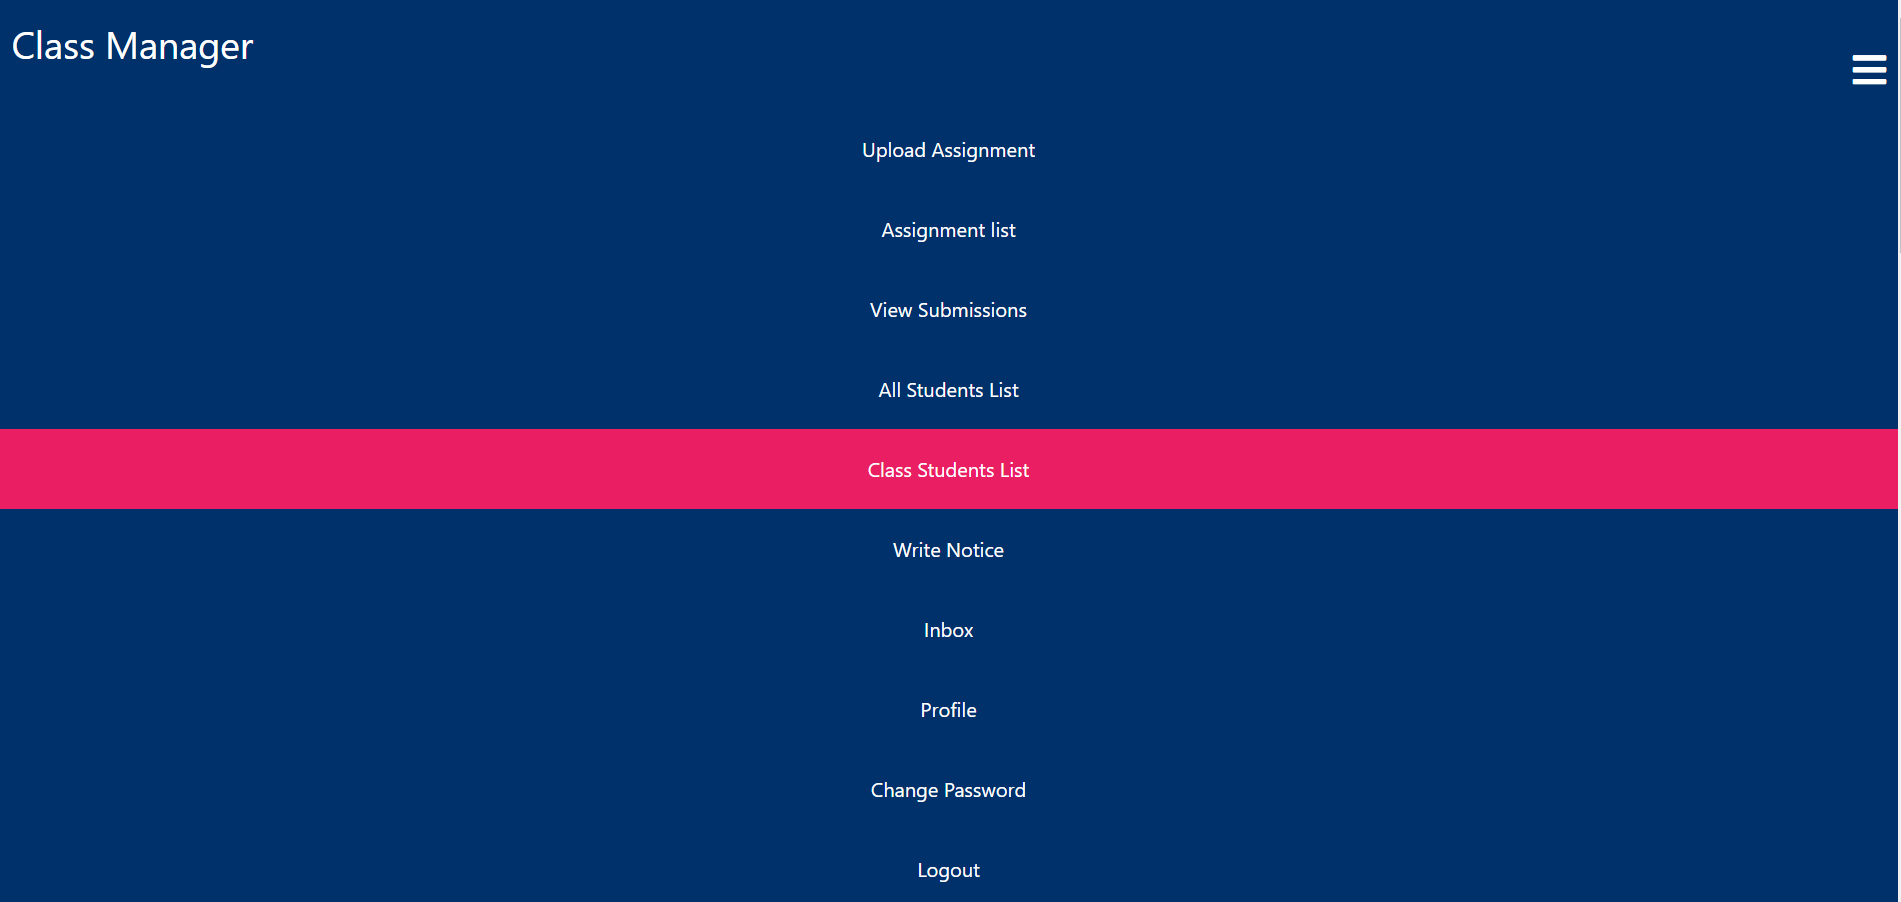 Class Manager
Upload Assignment
Assignment list
View Submissions
All Students List
Class Students List
Write Notice
Inbox
Profile
Change Password
Logout